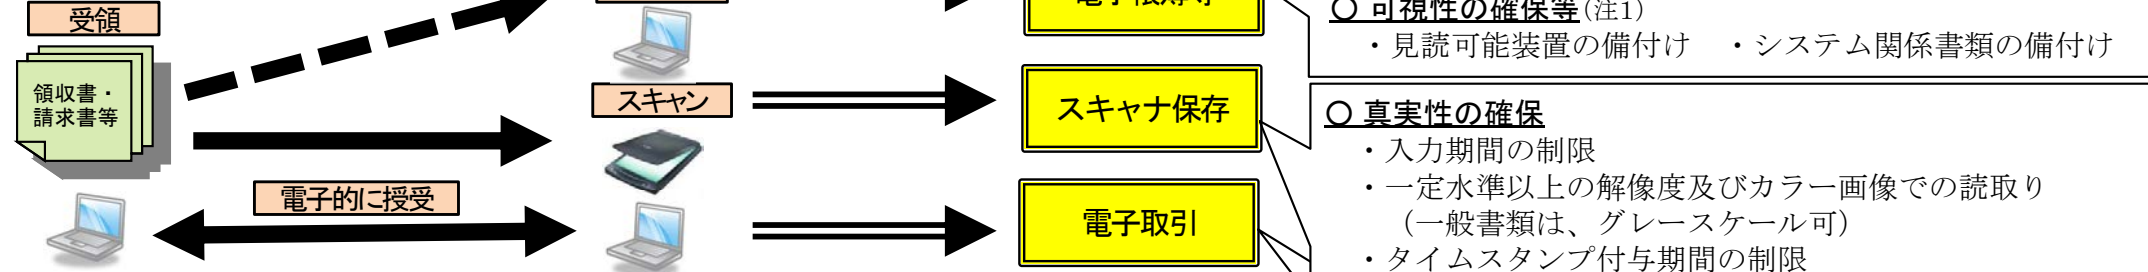 受領
領収書・
請求書等
スキャン
電子的に授受
スキャナ保存
電子取引
〇 可視性の確保等(注1)
・見読可能装置の備付け ・システム関係書類の備付け
〇 真実性の確保
・入力期間の制限
・一定水準以上の解像度及びカラー画像での読取り
（一般書類は、グレースケール可）
・タイムスタンプ付与期間の制限